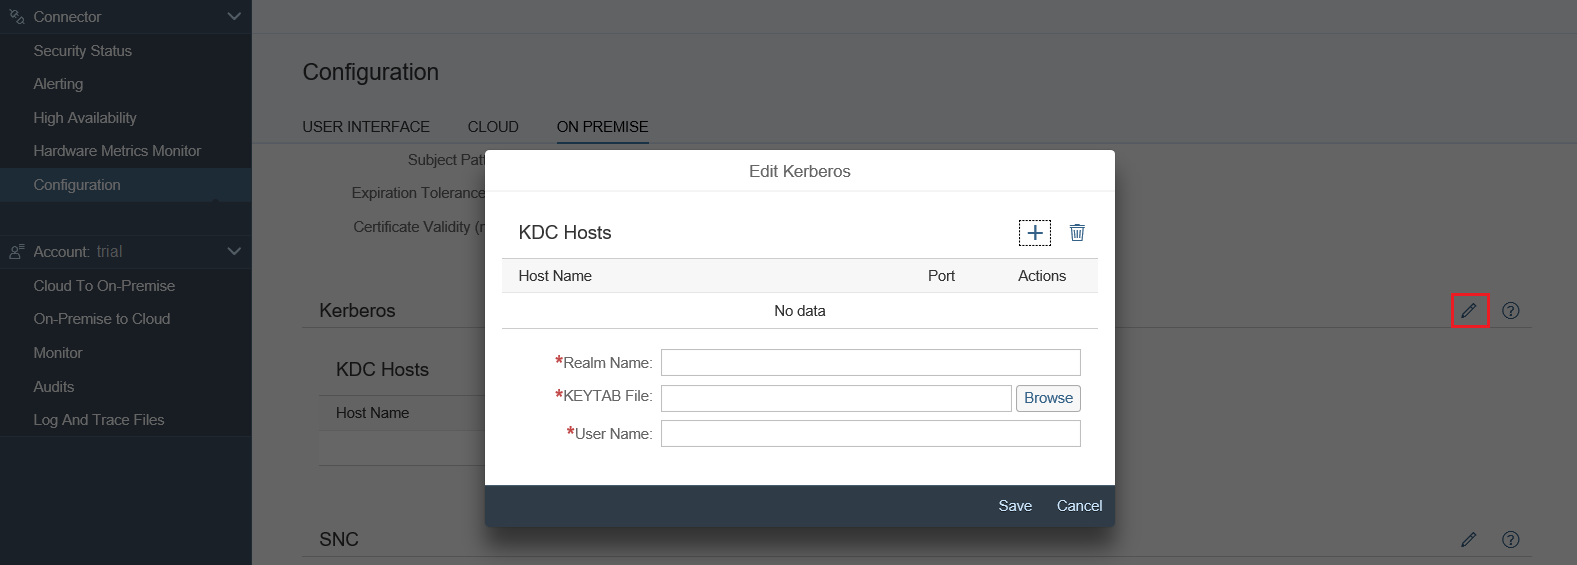 Connector
Security Status
Alerting
High Availability
Hardware Metrics Monitor
Configuration
Account: trial
Cloud To On-Premise
On-Premise to Cloud
Monitor
Audits
Log And Trace Files
Configuration
USER INTERFACE CLOUD ON PREMISE
Subject Patt
Expiration Tolerance
Certificate Validity (
Kerberos
KDC Hosts
Host Name
SNC
Edit Kerberos
KDC Hosts
Host Name Port Actions
No data
*Realm Name:
*KEYTAB File: Browse
*User Name:
Save Cancel